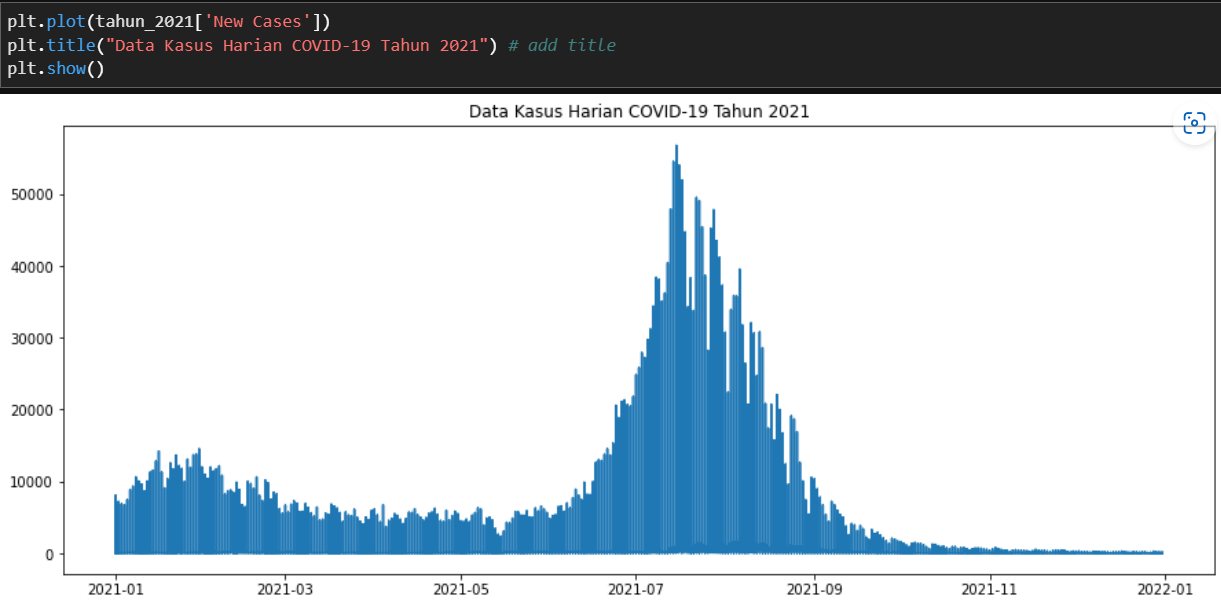 plt.plot(tahun_2021['New Cases'])
plt.title("Data Kasus Harian COVID-19 Tahun 2021") # add title
plt.show()
Data Kasus Harian COVID-19 Tahun 2021
50000
40000
30000
20000
10000
0
2021-01 2021-03 2021-05 2021-07 2021-09 2021-11 2022-01